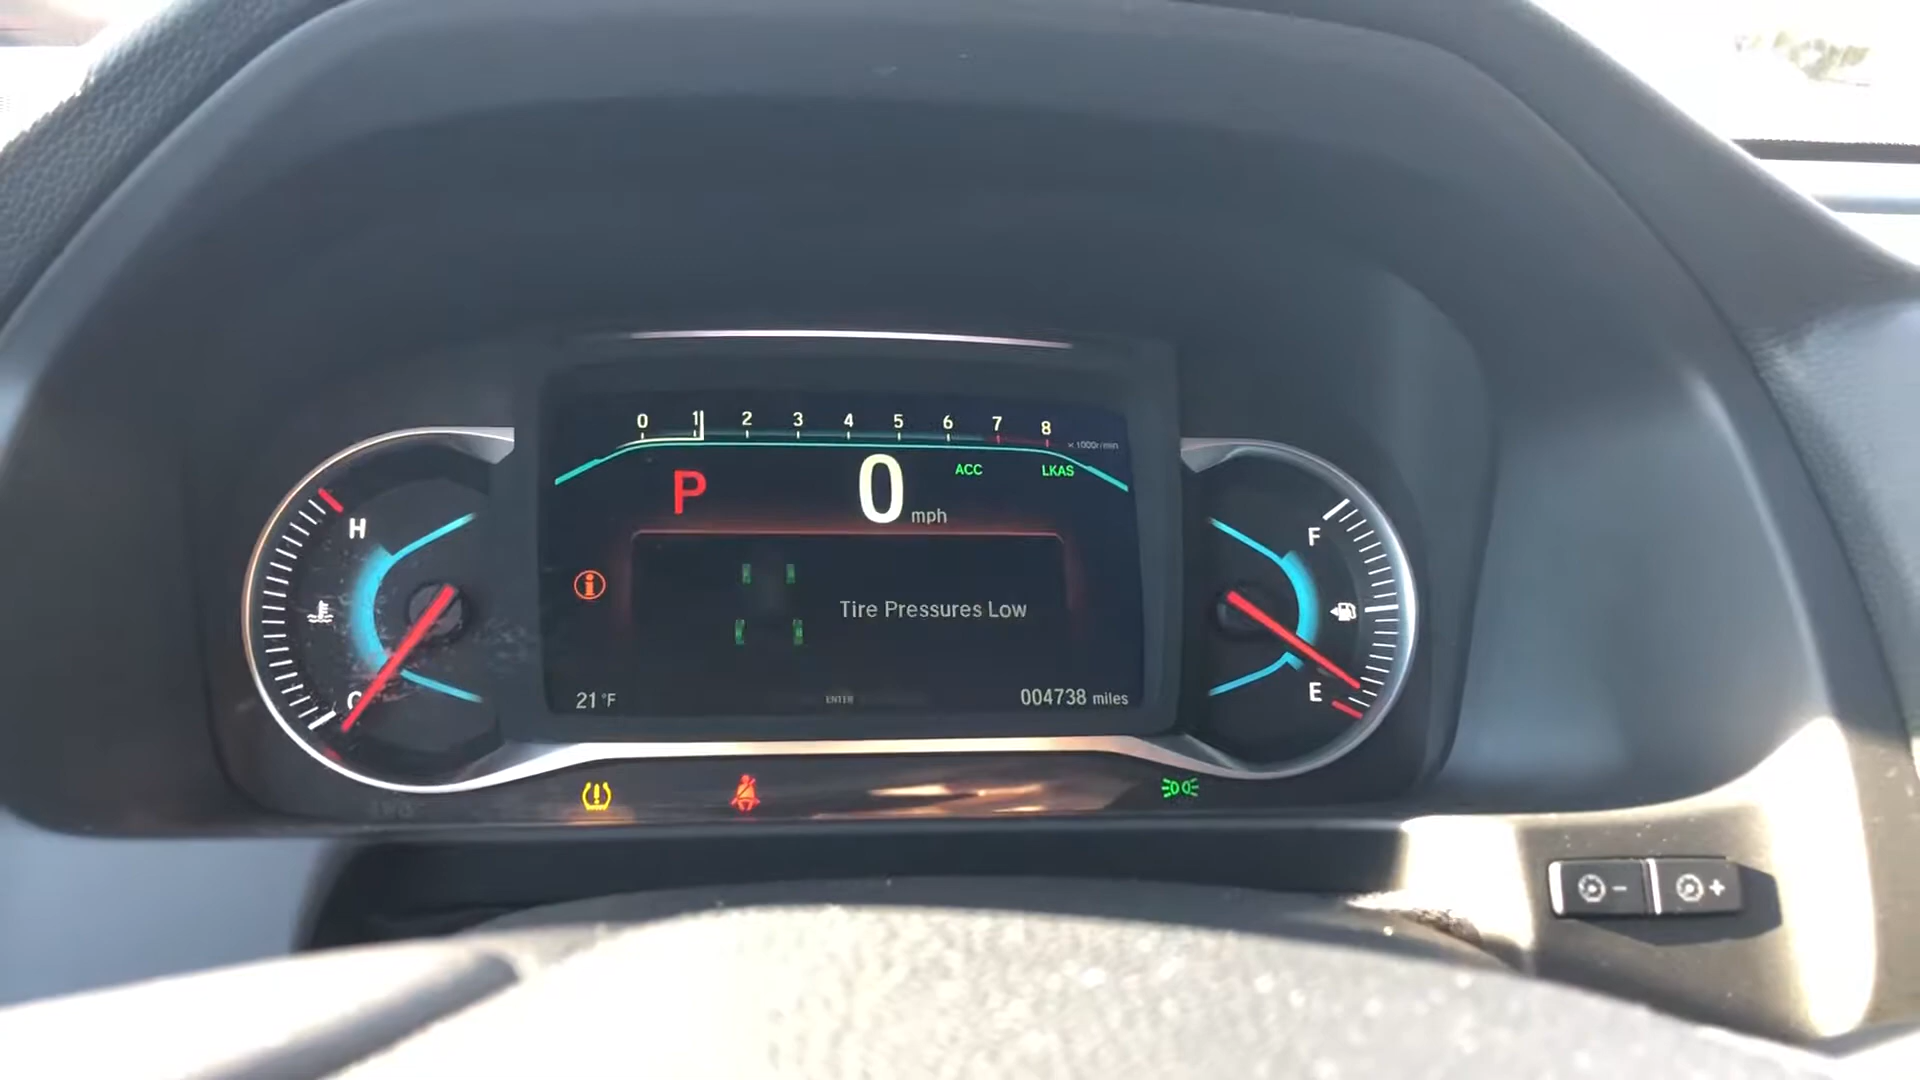 0 1 2 3 4 5 6 7 8
×1000r/min
P 0 mph ACC LKAS
H
F
Tire Pressures Low
C
E
21 °F
ENTER
004738 miles
- +